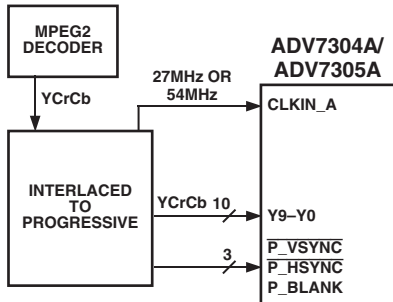 MPEG2
DECODER
YCrCb
INTERLACED
TO
PROGRESSIVE
27MHz OR
54MHz
YCrCb 10
3
ADV7304A/
ADV7305A
CLKIN_A
Y9–Y0
P_VSYNC
P_HSYNC
P_BLANK